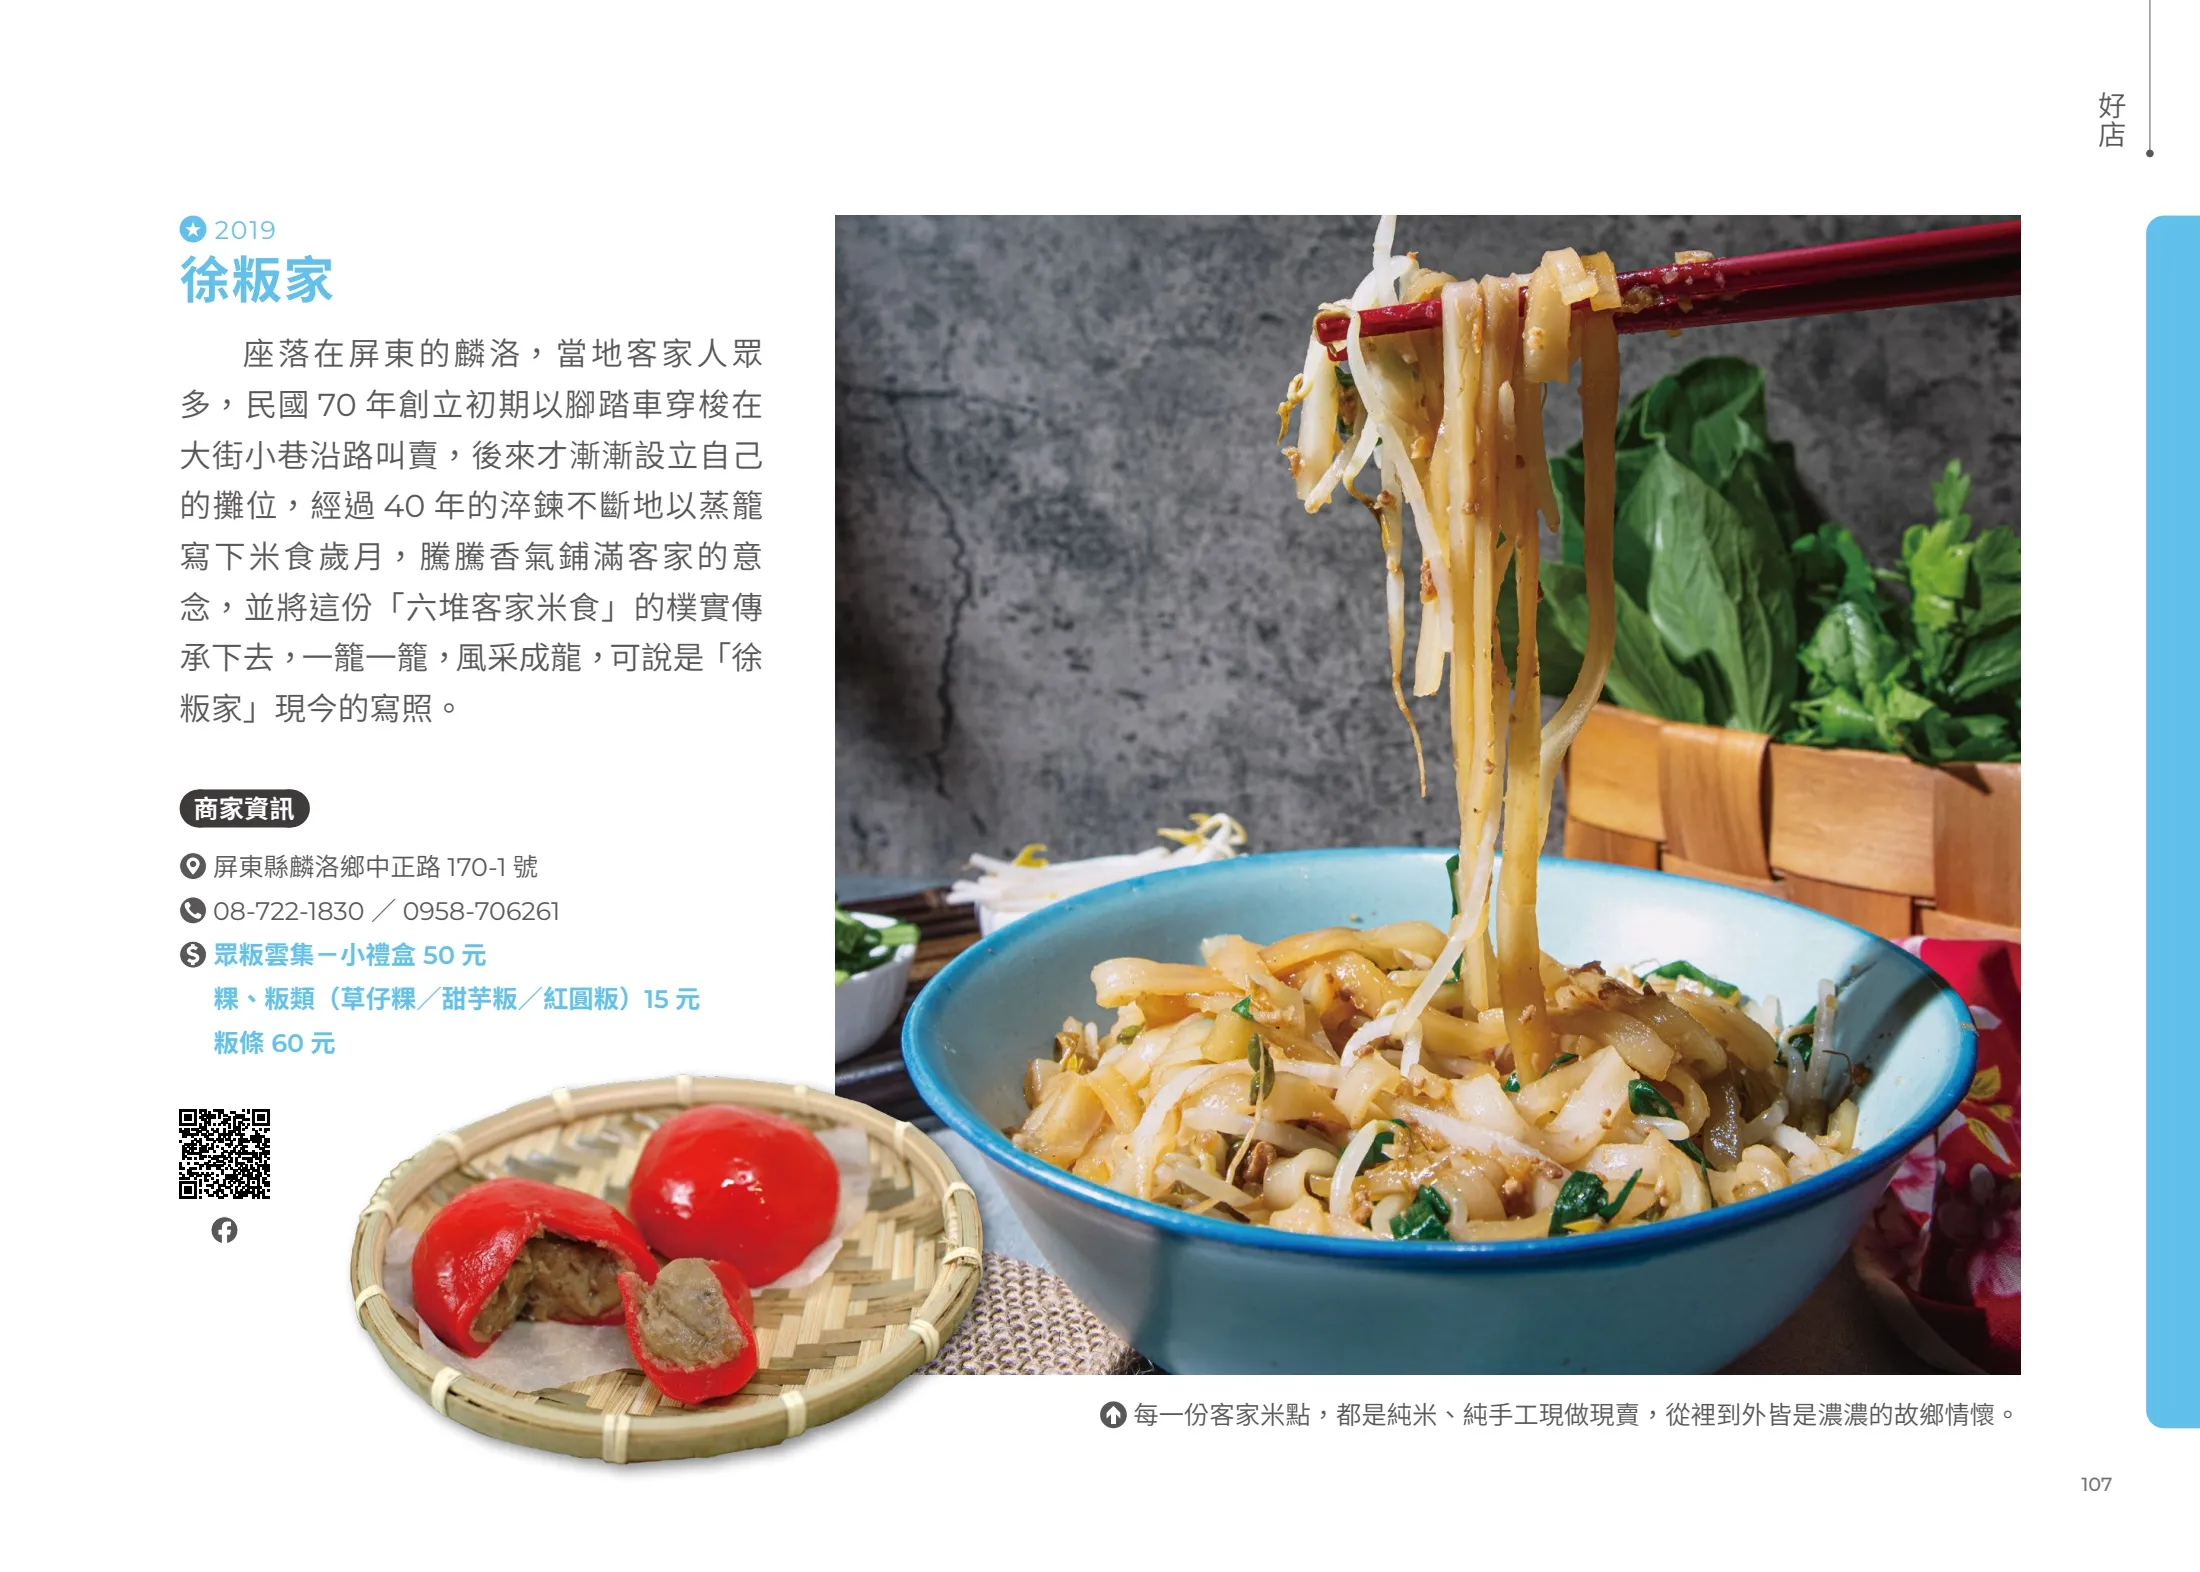 好店
2019
徐粄家
座落在屏東的麟洛，當地客家人眾
多，民國 70 年創立初期以腳踏車穿梭在
大街小巷沿路叫賣，後來才漸漸設立自己
的攤位，經過 40 年的淬鍊不斷地以蒸籠
寫下米食歲月，騰騰香氣鋪滿客家的意
念，並將這份「六堆客家米食」的樸實傳
承下去，一籠一籠，風采成龍，可說是「徐
粄家」現今的寫照。
商家資訊
屏東縣麟洛鄉中正路 170-1 號
08-722-1830 ／ 0958-706261
眾粄雲集－小禮盒 50 元
粿、粄類（草仔粿／甜芋粄／紅圓粄）15 元
粄條 60 元
每一份客家米點，都是純米、純手工現做現賣，從裡到外皆是濃濃的故鄉情懷。
107